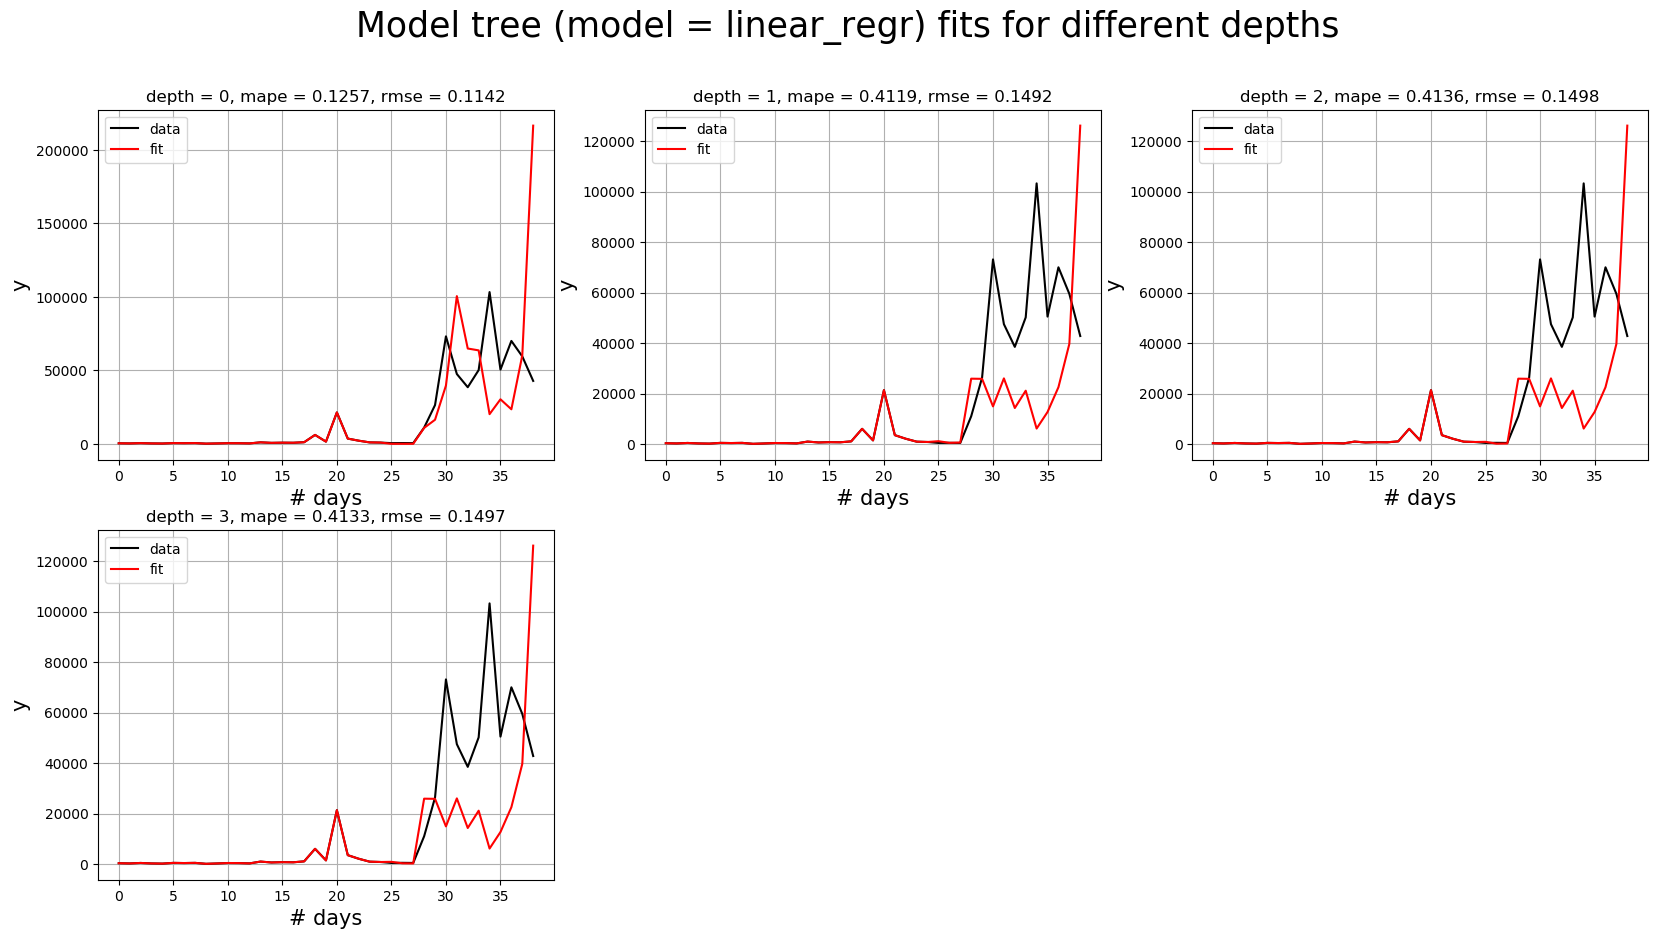 Model tree (model = linear_regr) fits for different depths
depth = 0, mape = 0.1257, rmse = 0.1142
data
fit
200000
150000
100000
50000
0
y
0 5 10 15 20 25 30 35
# days
depth = 1, mape = 0.4119, rmse = 0.1492
data
fit
120000
100000
80000
60000
40000
20000
0
y
0 5 10 15 20 25 30 35
# days
depth = 2, mape = 0.4136, rmse = 0.1498
data
fit
120000
100000
80000
60000
40000
20000
0
y
0 5 10 15 20 25 30 35
# days
depth = 3, mape = 0.4133, rmse = 0.1497
data
fit
120000
100000
80000
60000
40000
20000
0
y
0 5 10 15 20 25 30 35
# days